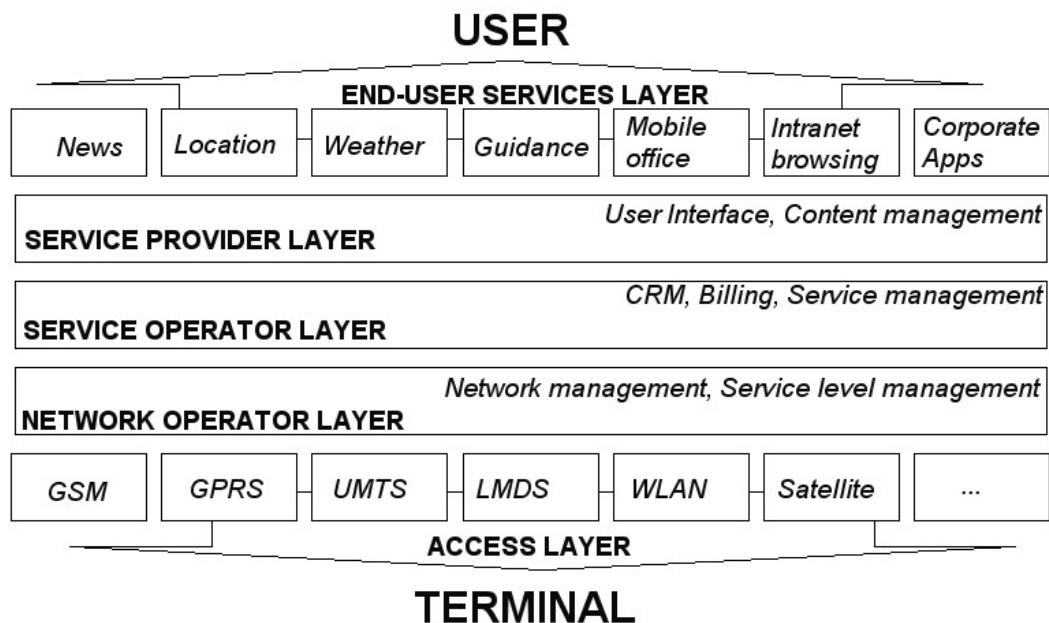 USER
END-USER SERVICES LAYER
News
Location
Weather
Guidance
Mobile
office
Intranet
browsing
Corporate
Apps
User Interface, Content management
SERVICE PROVIDER LAYER
CRM, Billing, Service management
SERVICE OPERATOR LAYER
Network management, Service level management
NETWORK OPERATOR LAYER
GSM
GPRS
UMTS
LMDS
WLAN
Satellite
...
ACCESS LAYER
TERMINAL